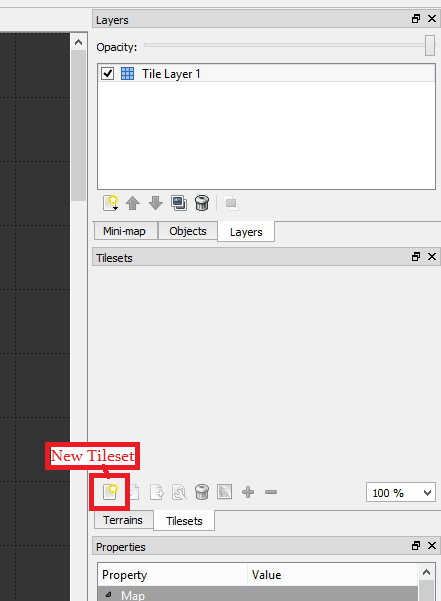 Layers
Opacity:
Tile Layer 1
Mini-map Objects Layers
Tilesets
New Tileset
100 %
Terrains Tilesets
Properties
Property Value
Map